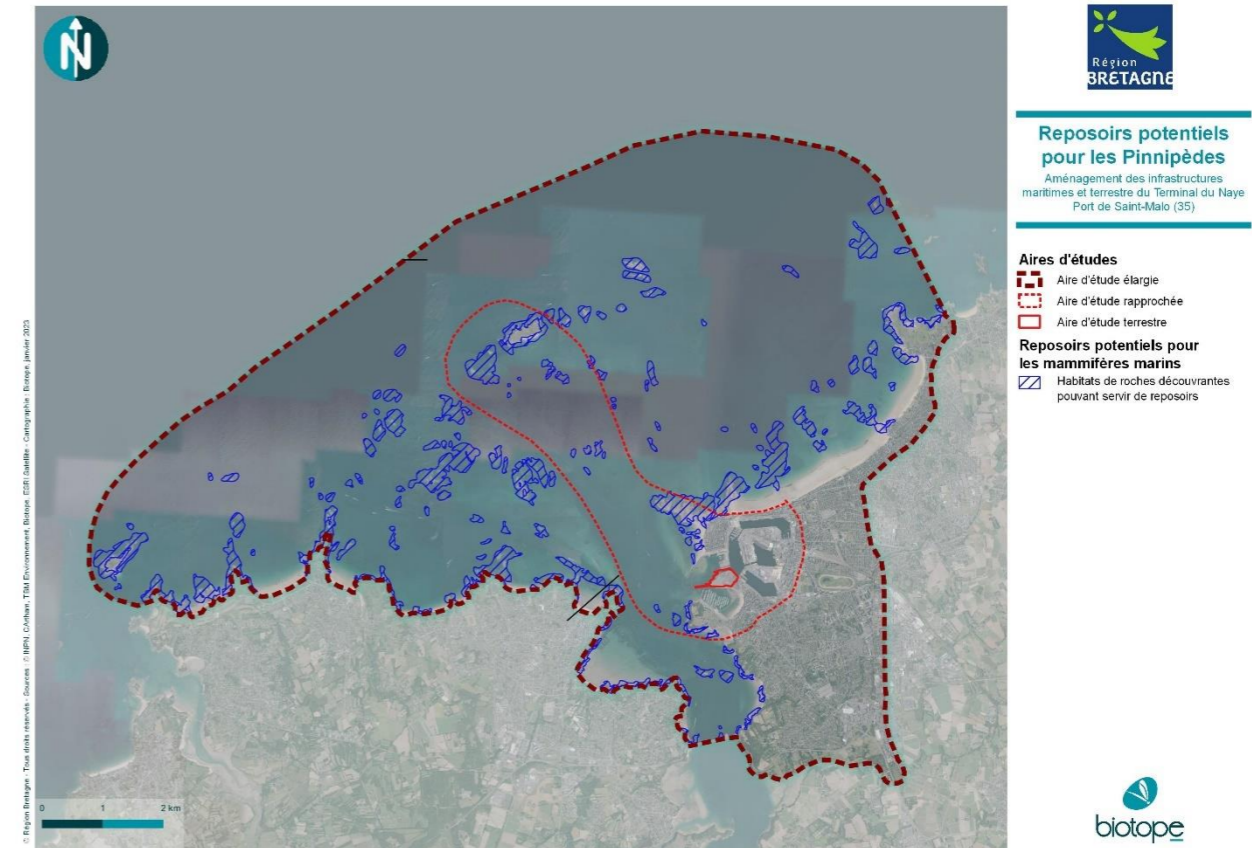 N
Région
BRETAGNE
Reposoirs potentiels
pour les Pinnipèdes
Aménagement des infrastructures
maritimes et terrestre du Terminal du Naye
Port de Saint-Malo (35)
Aires d'études
Aire d'étude élargie
Aire d'étude rapprochée
Aire d'étude terrestre
Reposoirs potentiels pour
les mammifères marins
Habitats de roches découvrantes
pouvant servir de reposoirs
© Région Bretagne - Tous droits réservés - Sources : © INPN, CArtham, TBM Environnement, Biotope, ESRI Satellite - Cartographie : Biotope, janvier 2023
0 1 2 km
biotope